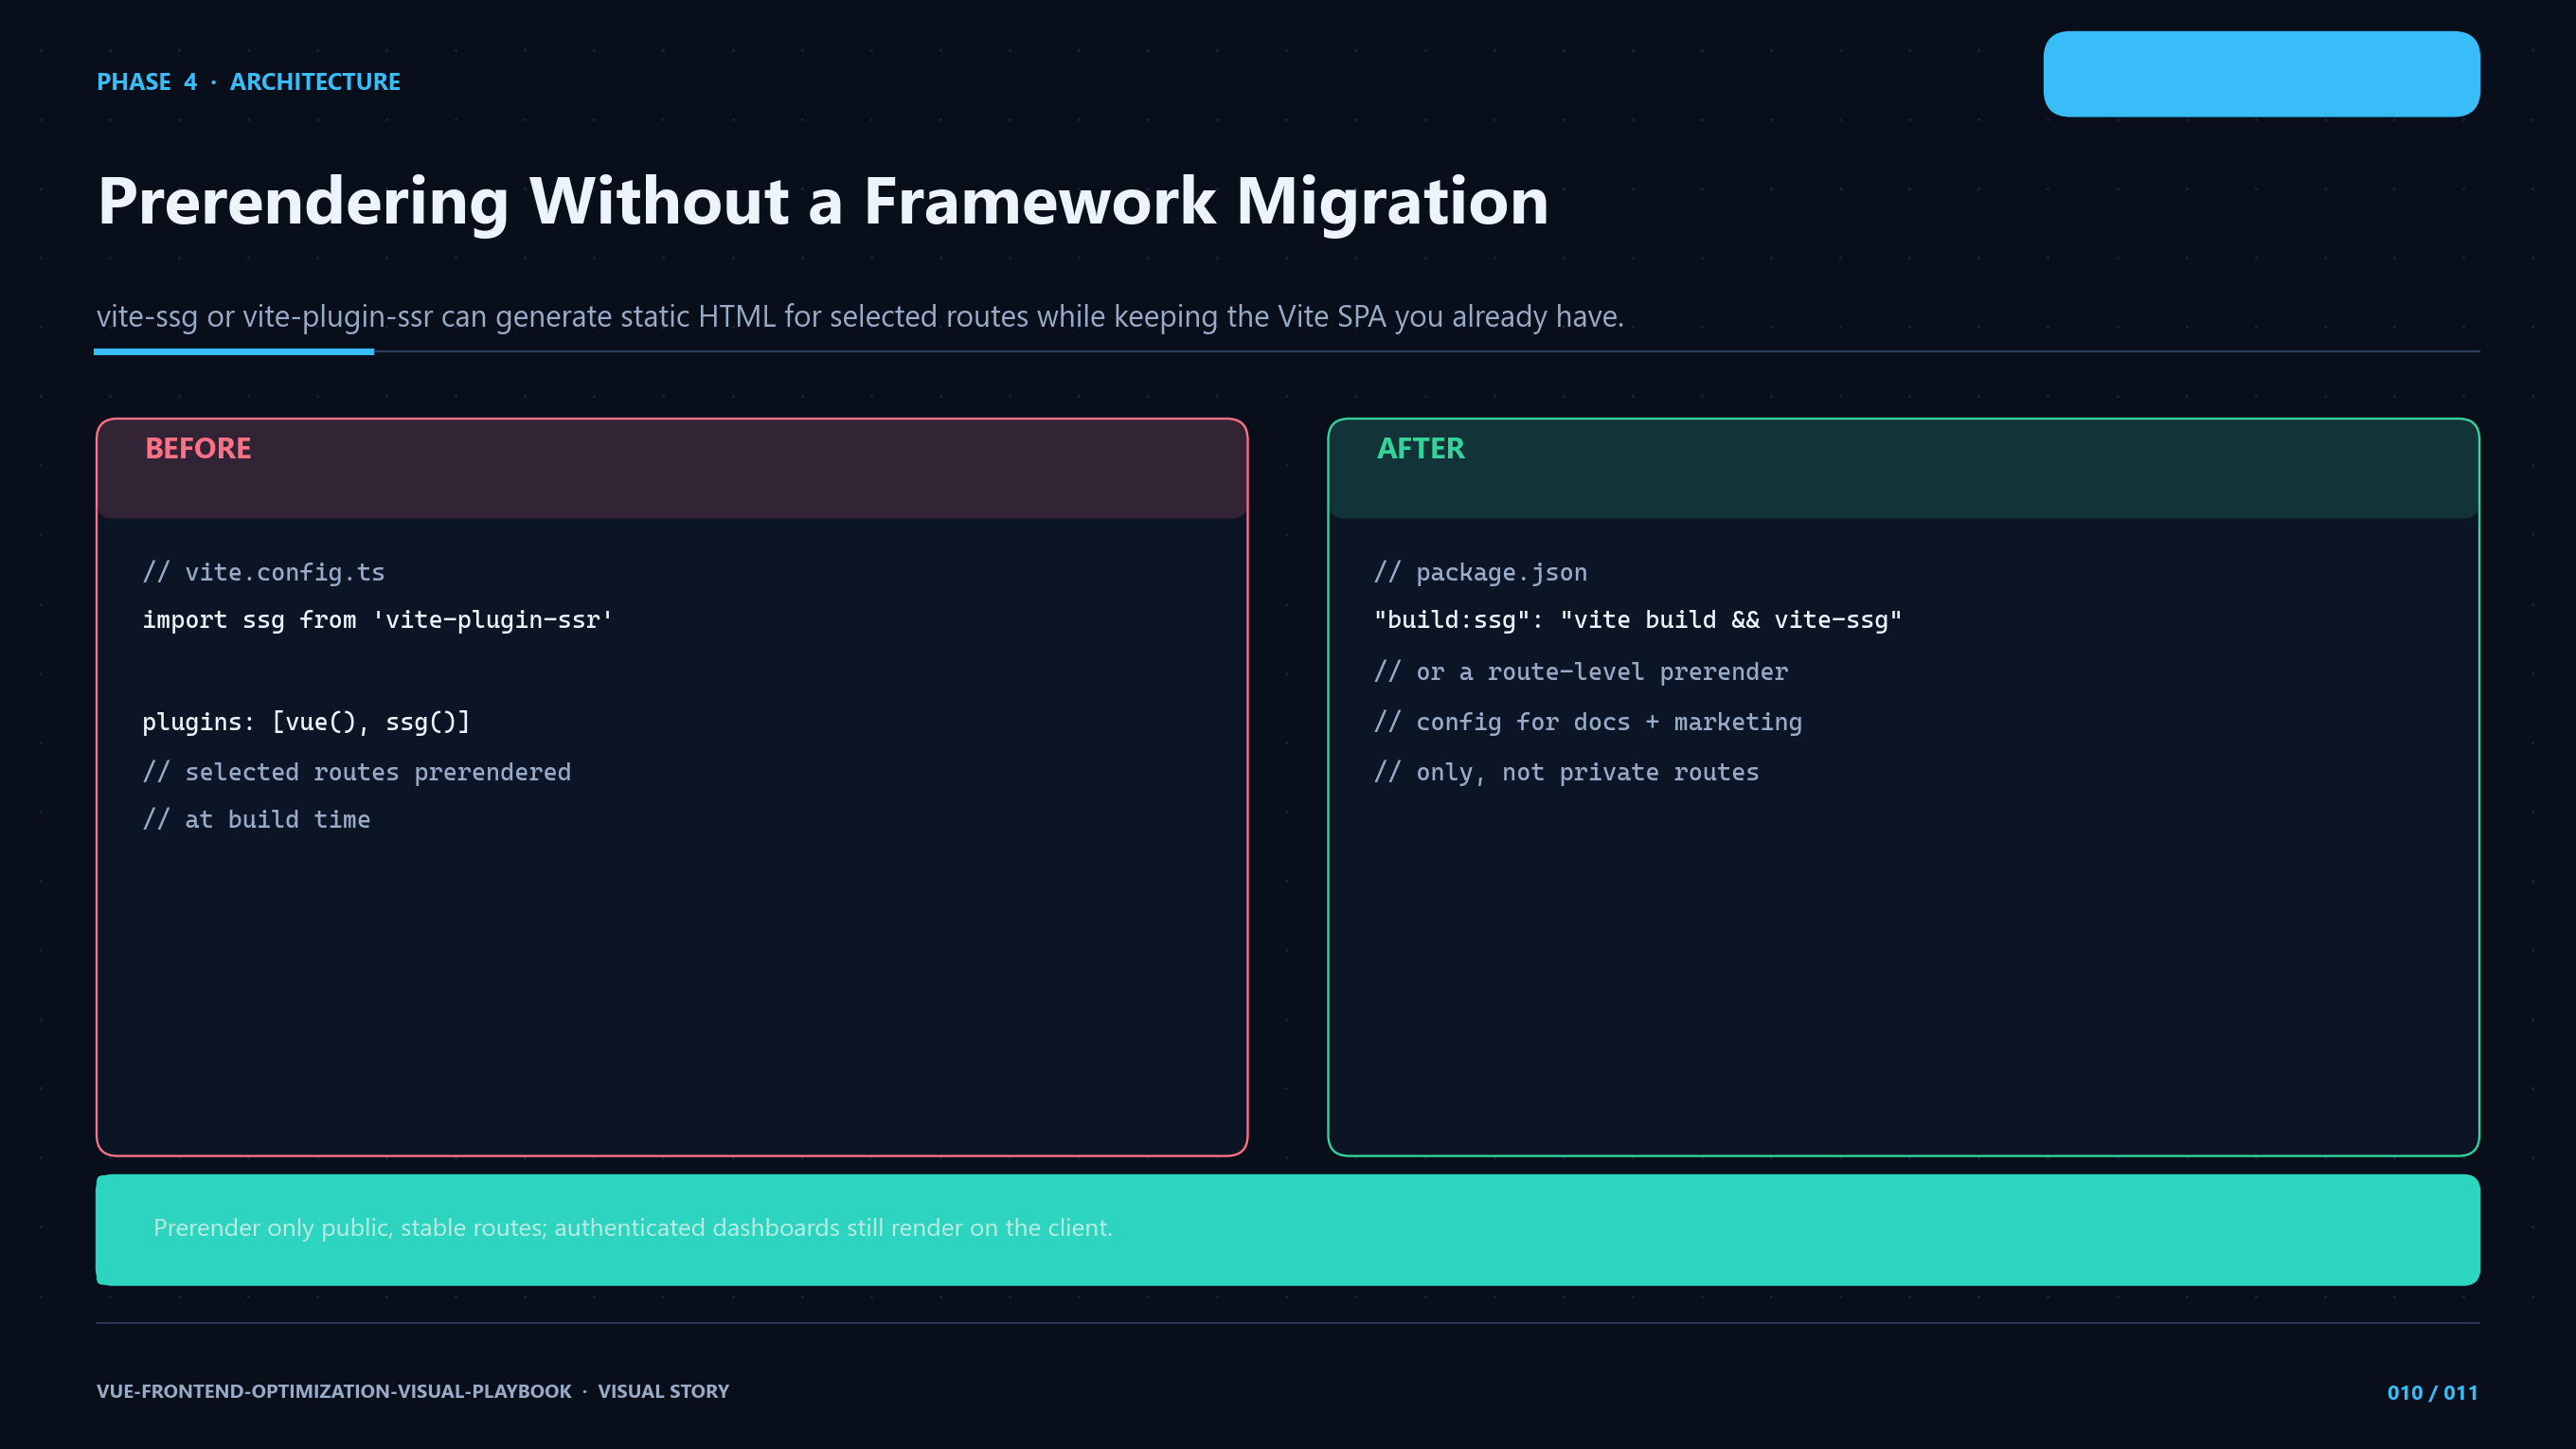 PHASE 4 · ARCHITECTURE
Prerendering Without a Framework Migration
vite-ssg or vite-plugin-ssr can generate static HTML for selected routes while keeping the Vite SPA you already have.
BEFORE
// vite.config.ts
import ssg from 'vite-plugin-ssr'
plugins: [vue(), ssg()]
// selected routes prerendered
// at build time
AFTER
// package.json
"build:ssg": "vite build && vite-ssg"
// or a route-level prerender
// config for docs + marketing
// only, not private routes
Prerender only public, stable routes; authenticated dashboards still render on the client.
VUE-FRONTEND-OPTIMIZATION-VISUAL-PLAYBOOK · VISUAL STORY
010 / 011